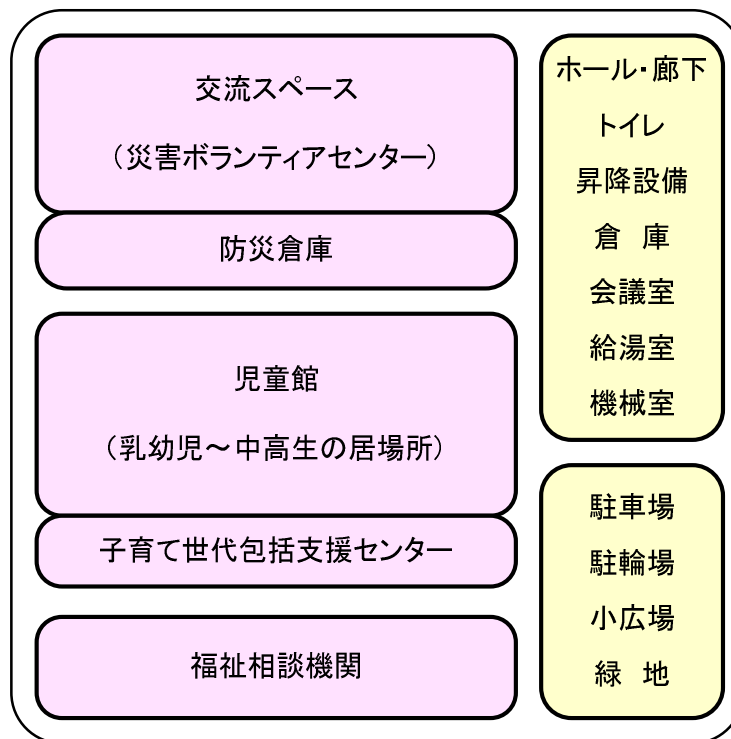 交流スペース
（災害ボランティアセンター）
防災倉庫
児童館
（乳幼児～中高生の居場所）
子育て世代包括支援センター
福祉相談機関
ホール・廊下
トイレ
昇降設備
倉　庫
会議室
給湯室
機械室
駐車場
駐輪場
小広場
緑　地